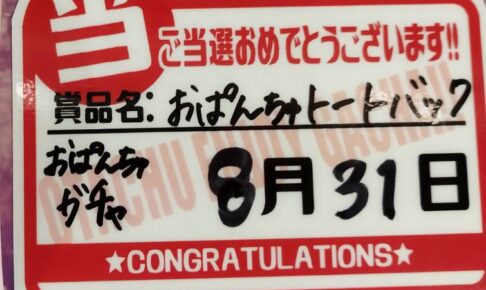 当
ご当選おめでとうございます!!
賞品名: おぱんちゅトートバック
おぱんちゅ
ガチャ
8月31日
★CONGRATULATIONS★